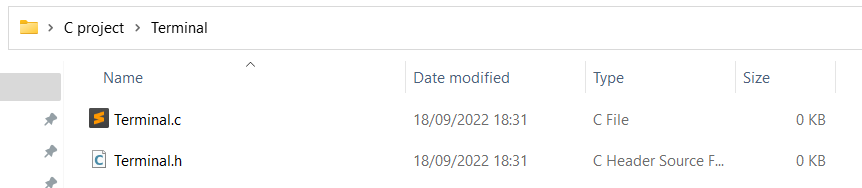 C project > Terminal
Name Date modified Type Size
Terminal.c 18/09/2022 18:31 C File 0 KB
Terminal.h 18/09/2022 18:31 C Header Source F... 0 KB